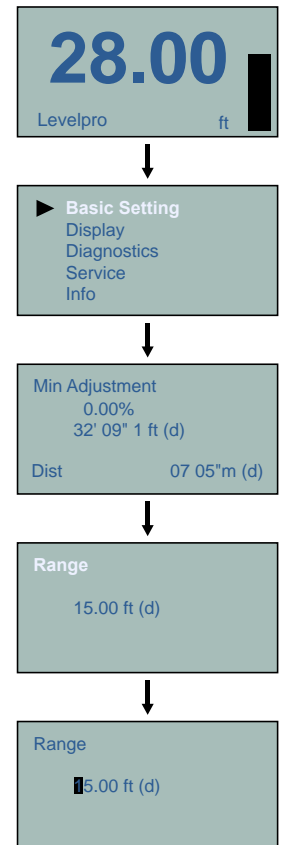 28.00
Levelpro ft
Basic Setting
Display
Diagnostics
Service
Info
Min Adjustment
0.00%
32' 09" 1 ft (d)
Dist 07 05"m (d)
Range
15.00 ft (d)
Range
15.00 ft (d)